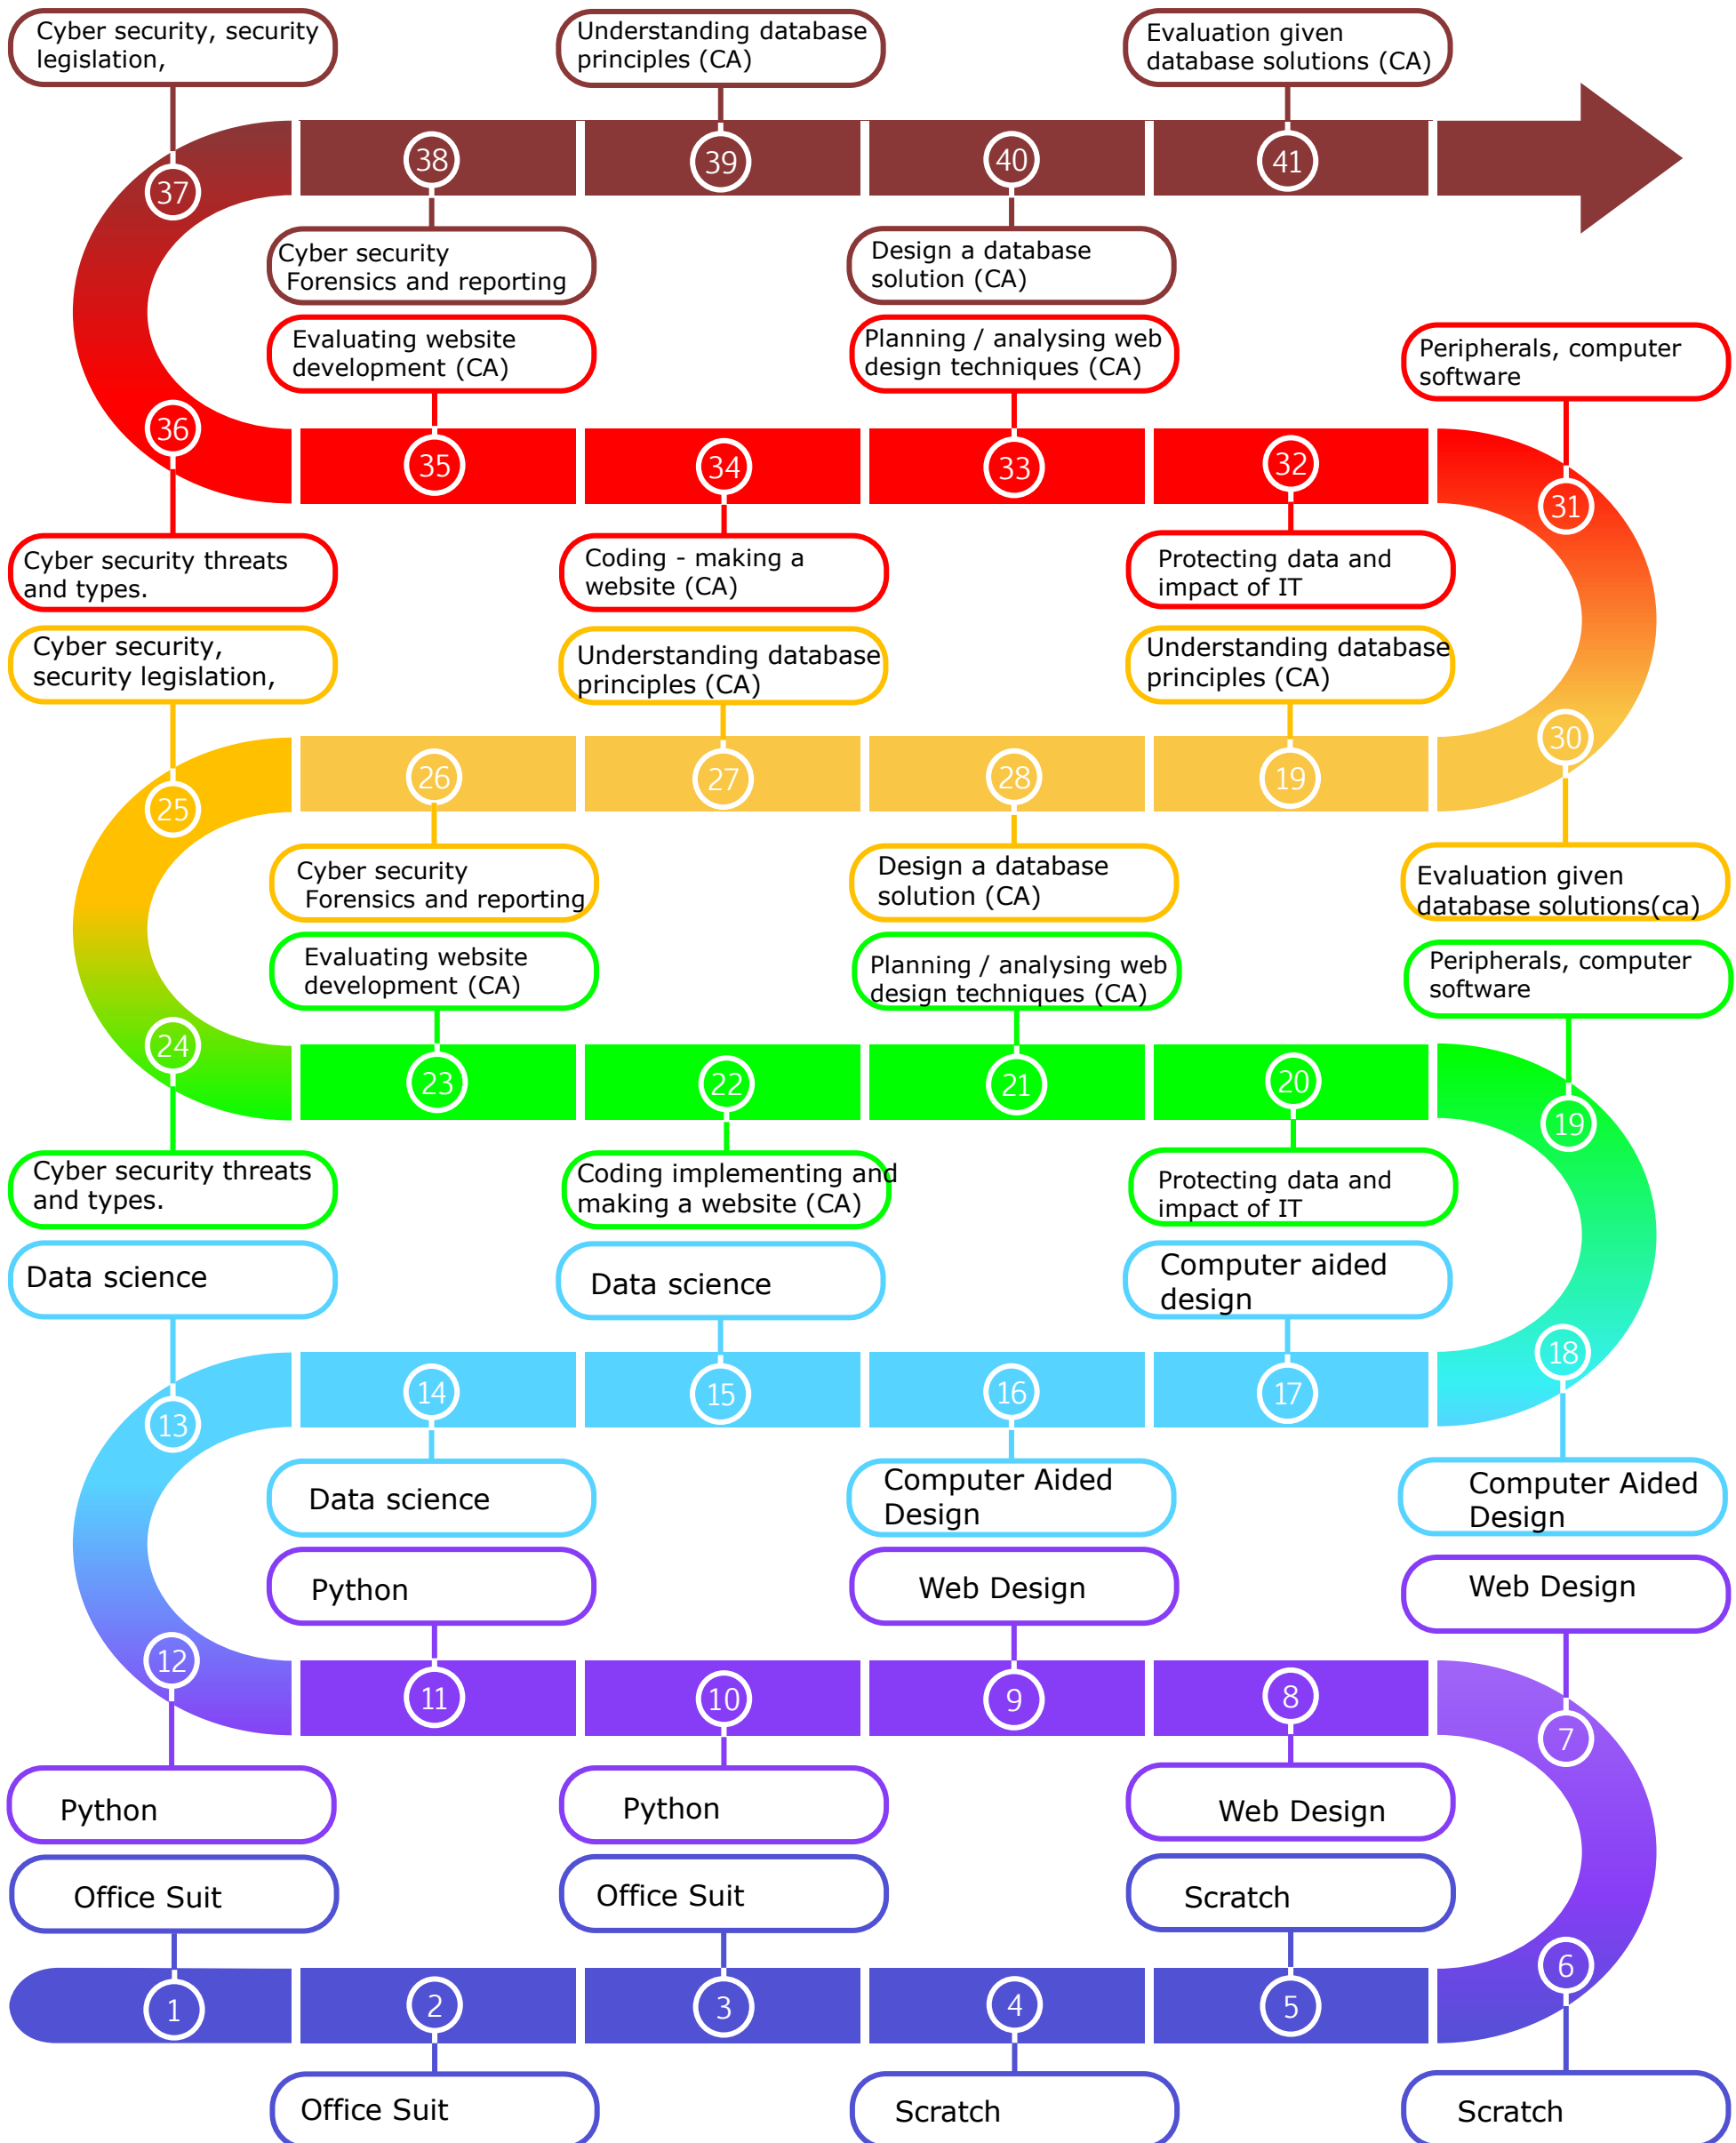 Cyber security, security
legislation,
Understanding database
principles (CA)
Evaluation given
database solutions (CA)
37
38
39
40
41
Cyber security
Forensics and reporting
Design a database
solution (CA)
Evaluating website
development (CA)
Planning / analysing web
design techniques (CA)
Peripherals, computer
software
36
35
34
33
32
31
Cyber security threats
and types.
Coding - making a
website (CA)
Protecting data and
impact of IT
Cyber security,
security legislation,
Understanding database
principles (CA)
Understanding database
principles (CA)
25
26
27
28
19
30
Cyber security
Forensics and reporting
Design a database
solution (CA)
Evaluation given
database solutions(ca)
Evaluating website
development (CA)
Planning / analysing web
design techniques (CA)
Peripherals, computer
software
24
23
22
21
20
19
Cyber security threats
and types.
Coding implementing and
making a website (CA)
Protecting data and
impact of IT
Data science
Data science
Computer aided
design
13
14
15
16
17
18
Data science
Computer Aided
Design
Computer Aided
Design
Python
Web Design
Web Design
12
11
10
9
8
7
Python
Python
Web Design
Office Suit
Office Suit
Scratch
1
2
3
4
5
6
Office Suit
Scratch
Scratch